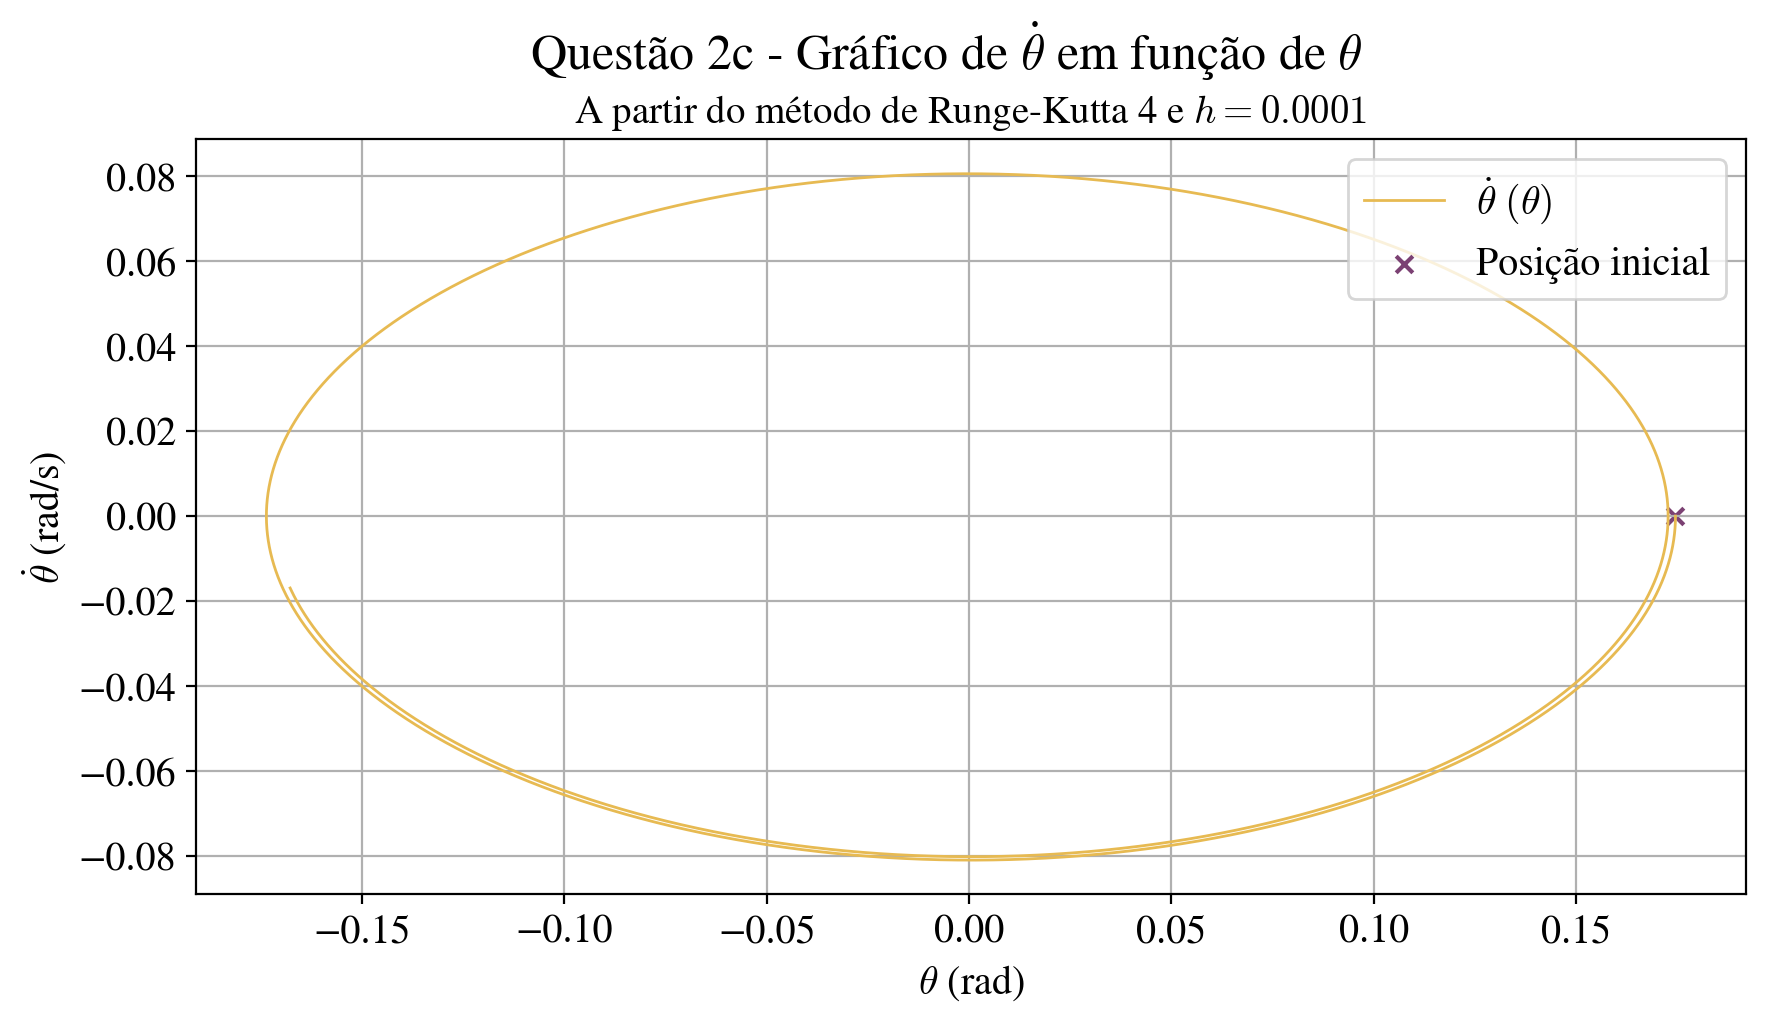 Questão 2c - Gráfico de θ̇ em função de θ
A partir do método de Runge-Kutta 4 e h = 0.0001
θ̇ (θ)
Posição inicial
0.08
0.06
0.04
0.02
0.00
−0.02
−0.04
−0.06
−0.08
θ̇ (rad/s)
−0.15 −0.10 −0.05 0.00 0.05 0.10 0.15
θ (rad)